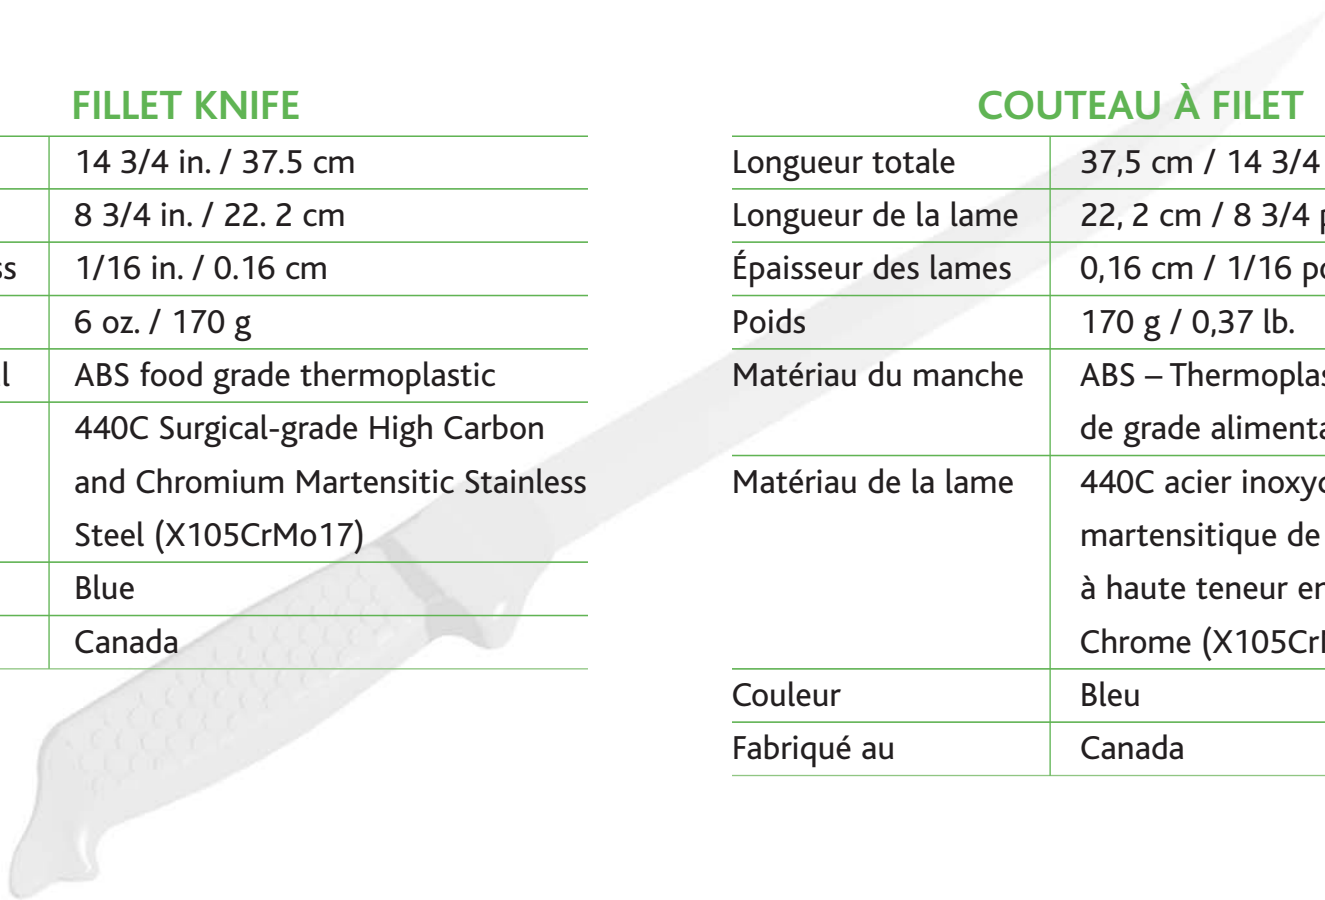 FILLET KNIFE
14 3/4 in. / 37.5 cm
8 3/4 in. / 22. 2 cm
1/16 in. / 0.16 cm
6 oz. / 170 g
ABS food grade thermoplastic
440C Surgical-grade High Carbon
and Chromium Martensitic Stainless
Steel (X105CrMo17)
Blue
Canada
COUTEAU À FILET
Longueur totale 37,5 cm / 14 3/4
Longueur de la lame 22, 2 cm / 8 3/4
Épaisseur des lames 0,16 cm / 1/16
Poids 170 g / 0,37 lb.
Matériau du manche ABS –
de grade
Matériau de la lame 440C acier
martensitique de
à haute teneur
Chrome
Couleur Bleu
Fabriqué au Canada